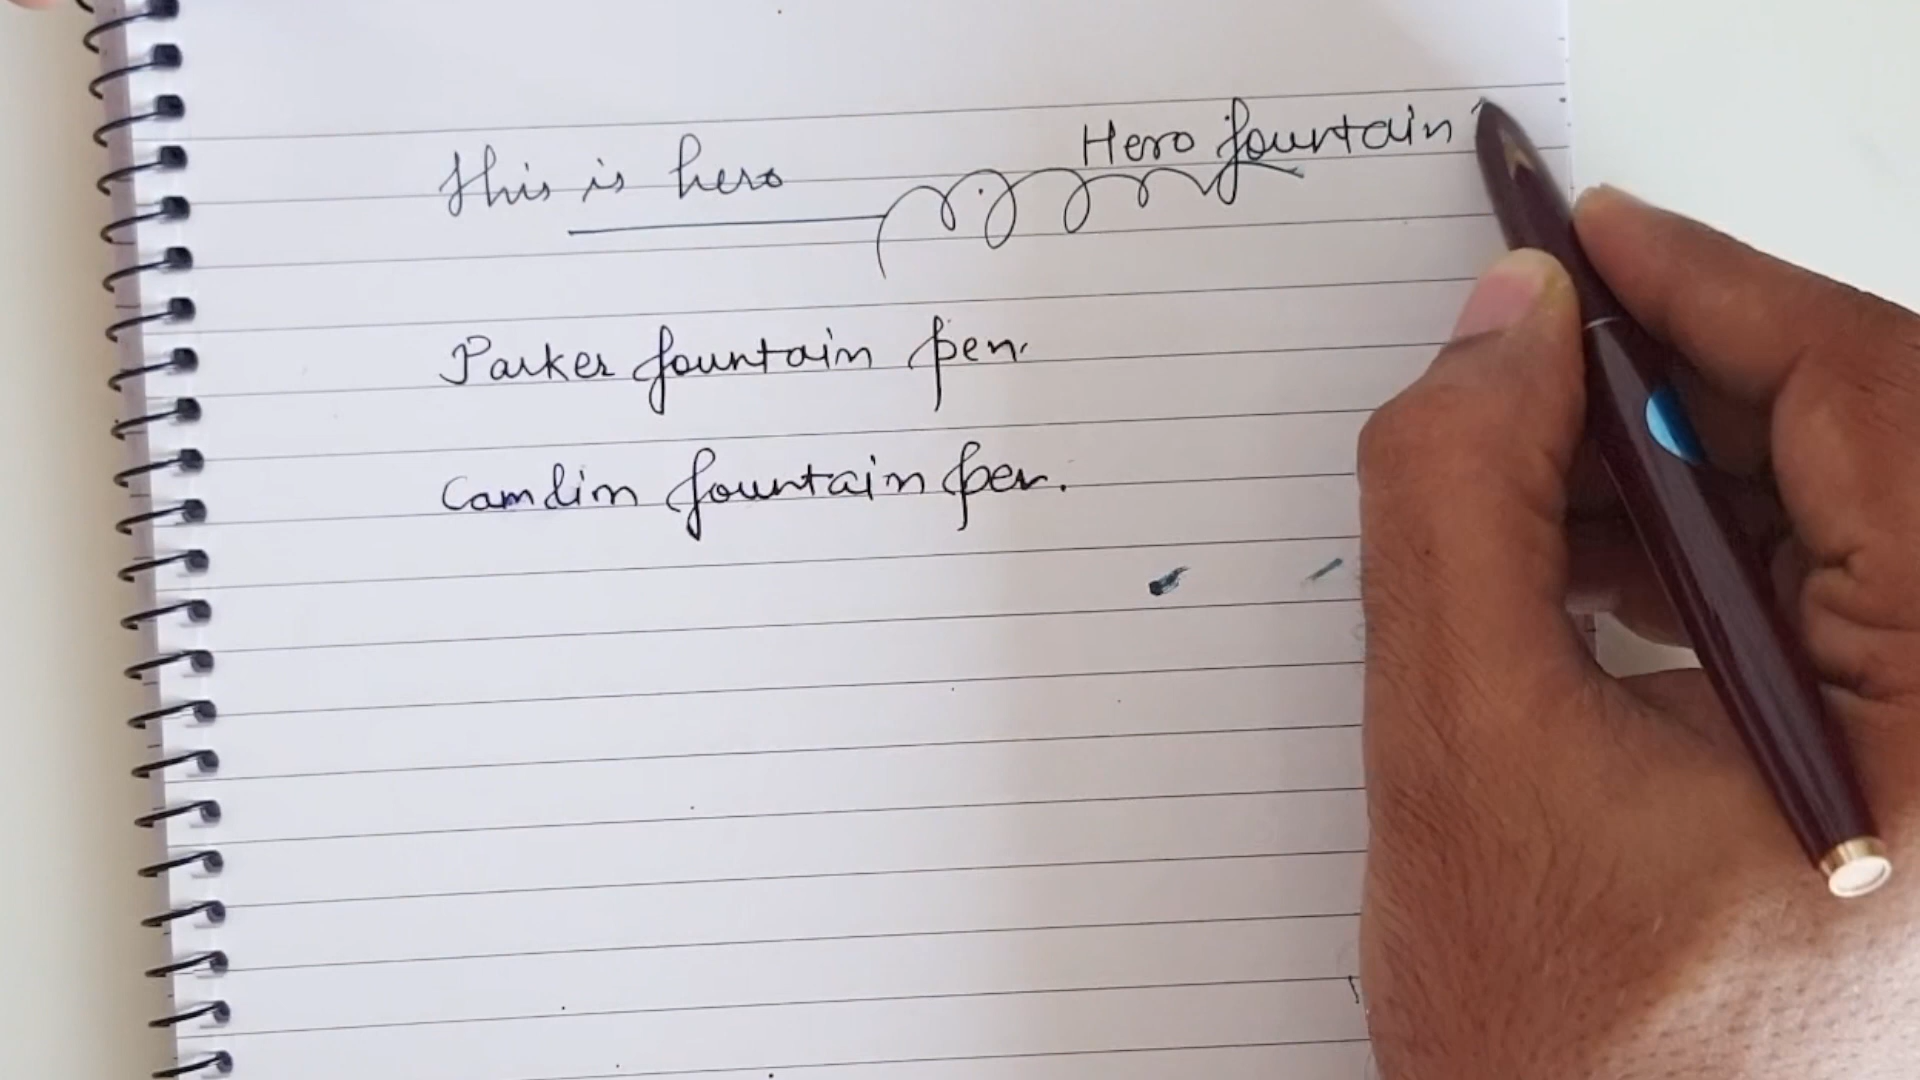 this is hero
Hero fountain
Parker fountain pen.
Camlin fountain pen.